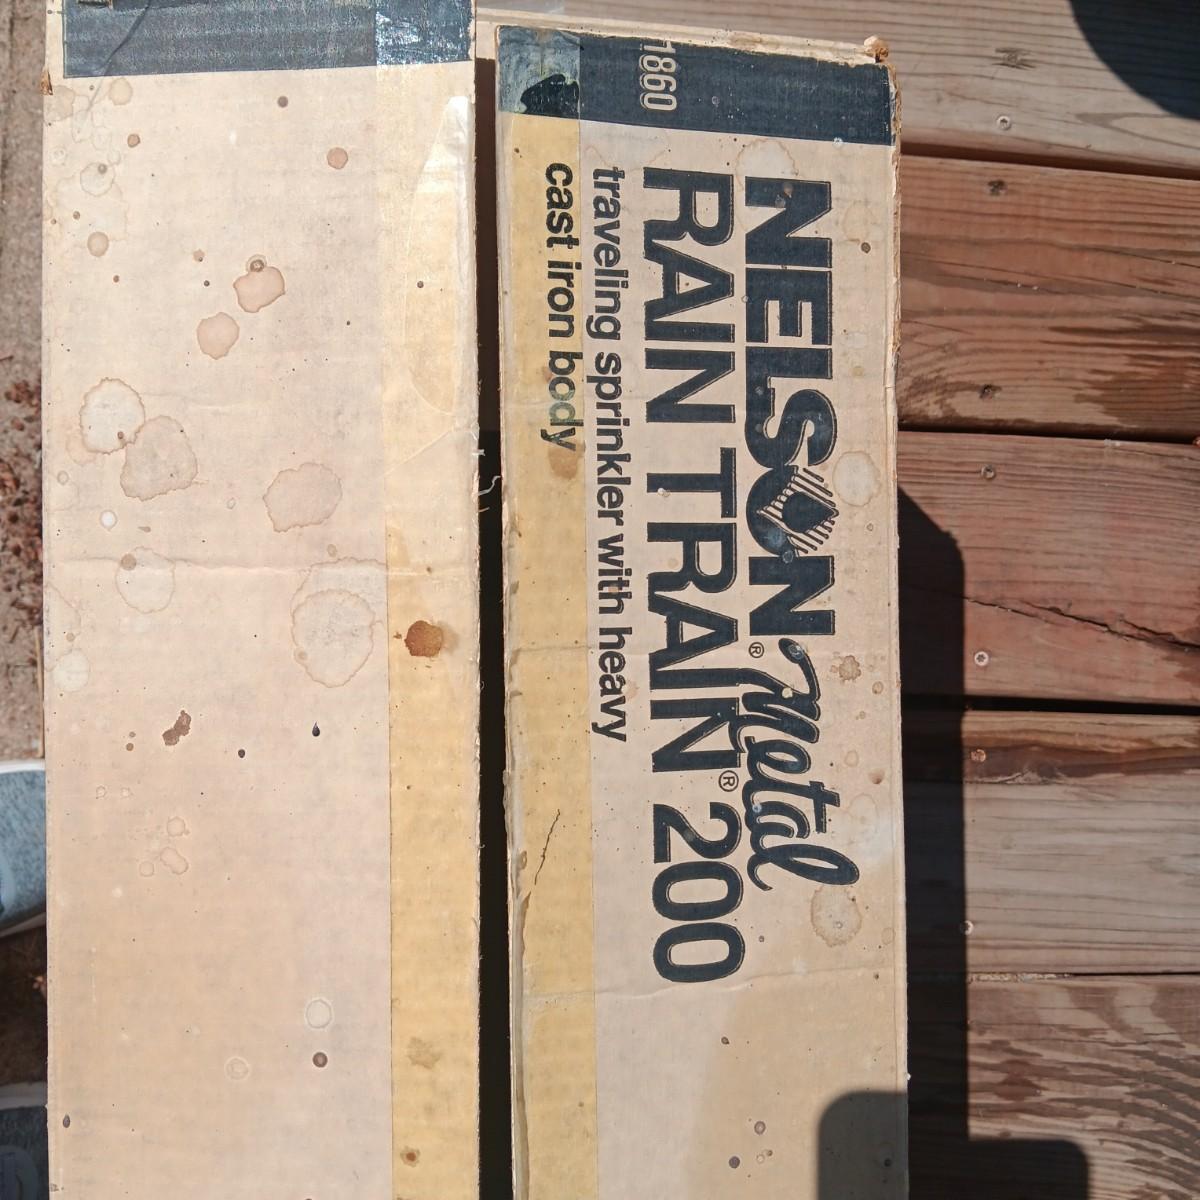 1860
NELSON® Metal
RAIN TRAIN® 200
traveling sprinkler with heavy
cast iron body